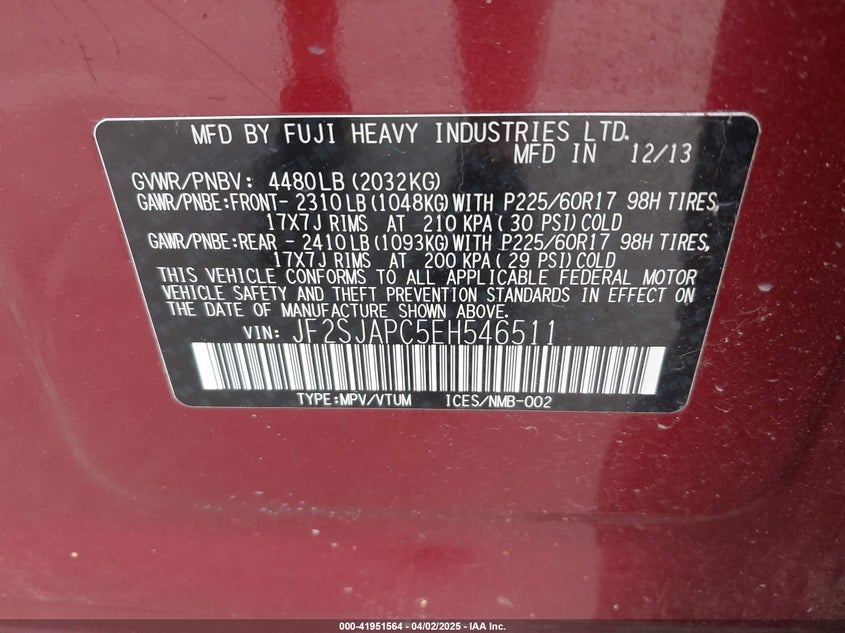 MFD BY FUJI HEAVY INDUSTRIES LTD.
MFD IN 12/13
GVWR/PNBV: 4480LB(2032KG)
GAWR/PNBE:FRONT- 2310LB(1048KG)WITH P225/60R17 98H TIRES,
17X7J RIMS AT 210 KPA(30 PSI)COLD
GAWR/PNBE:REAR - 2410LB(1093KG)WITH P225/60R17 98H TIRES,
17X7J RIMS AT 200 KPA(29 PSI)COLD
THIS VEHICLE CONFORMS TO ALL APPLICABLE FEDERAL MOTOR
VEHICLE SAFETY AND THEFT PREVENTION STANDARDS IN EFFECT ON
THE DATE OF MANUFACTURE SHOWN ABOVE.
VIN: JF2SJAPC5EH546511
TYPE:MPV/VTUM ICES/NMB-002
000-41951564 - 04/02/2025 - IAA Inc.